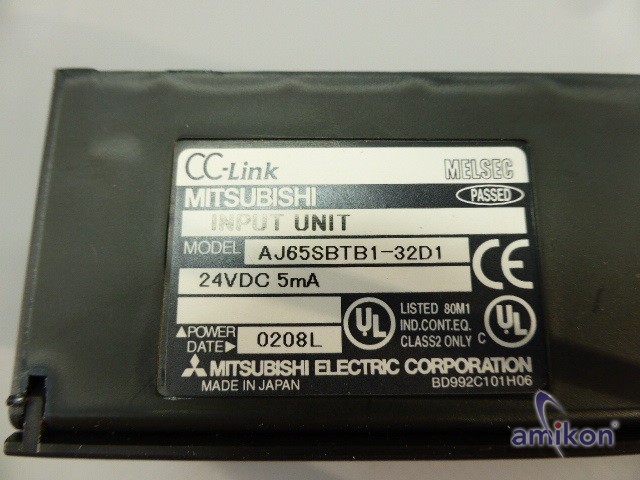 CC-Link MELSEC
MITSUBISHI PASSED
INPUT UNIT
MODEL AJ65SBTB1-32D1
24VDC 5mA
CE
▲POWER
DATE▶ 0208L
UL LISTED 80M1
IND.CONT.EQ.
CLASS2 ONLY C UL
MITSUBISHI ELECTRIC CORPORATION
MADE IN JAPAN BD992C101H06
amikon